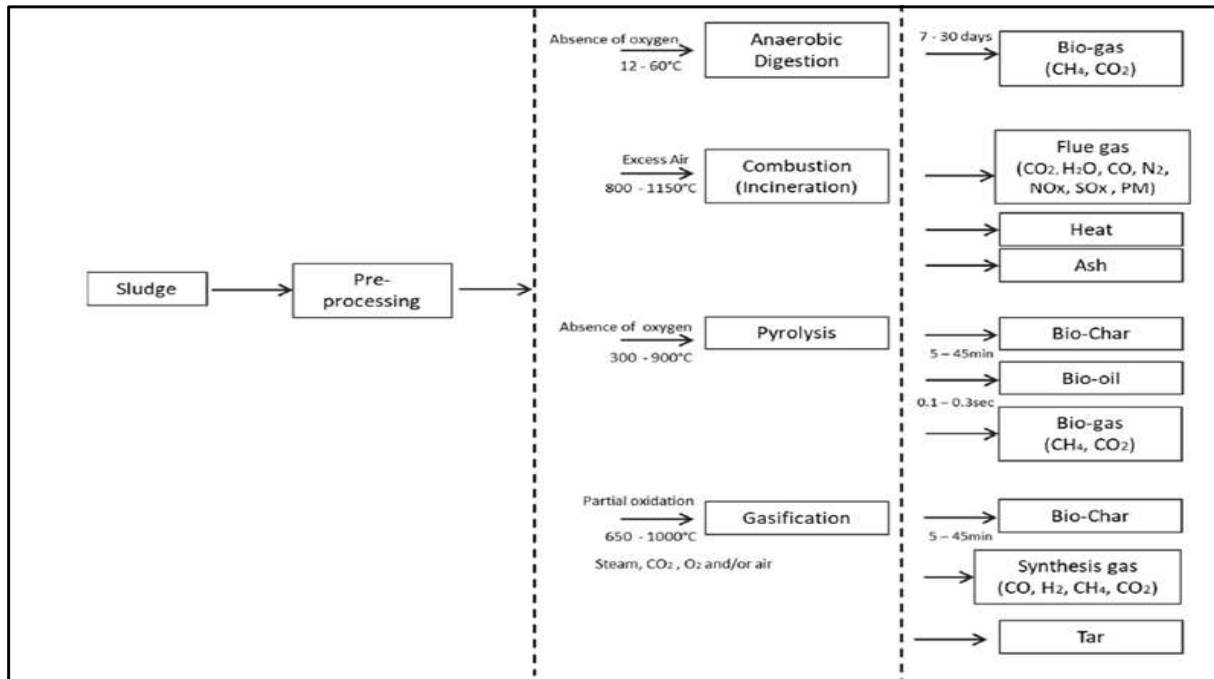 Sludge
Pre-
processing
Absence of oxygen
12 - 60°C
Anaerobic
Digestion
7 - 30 days
Bio-gas
(CH₄, CO₂)
Excess Air
800 - 1150°C
Combustion
(Incineration)
Flue gas
(CO₂, H₂O, CO, N₂,
NOx, SOx , PM)
Heat
Ash
Absence of oxygen
300 - 900°C
Pyrolysis
Bio-Char
5 – 45min
Bio-oil
0.1 – 0.3sec
Bio-gas
(CH₄, CO₂)
Partial oxidation
650 - 1000°C
Steam, CO₂ , O₂ and/or air
Gasification
Bio-Char
5 – 45min
Synthesis gas
(CO, H₂, CH₄, CO₂)
Tar